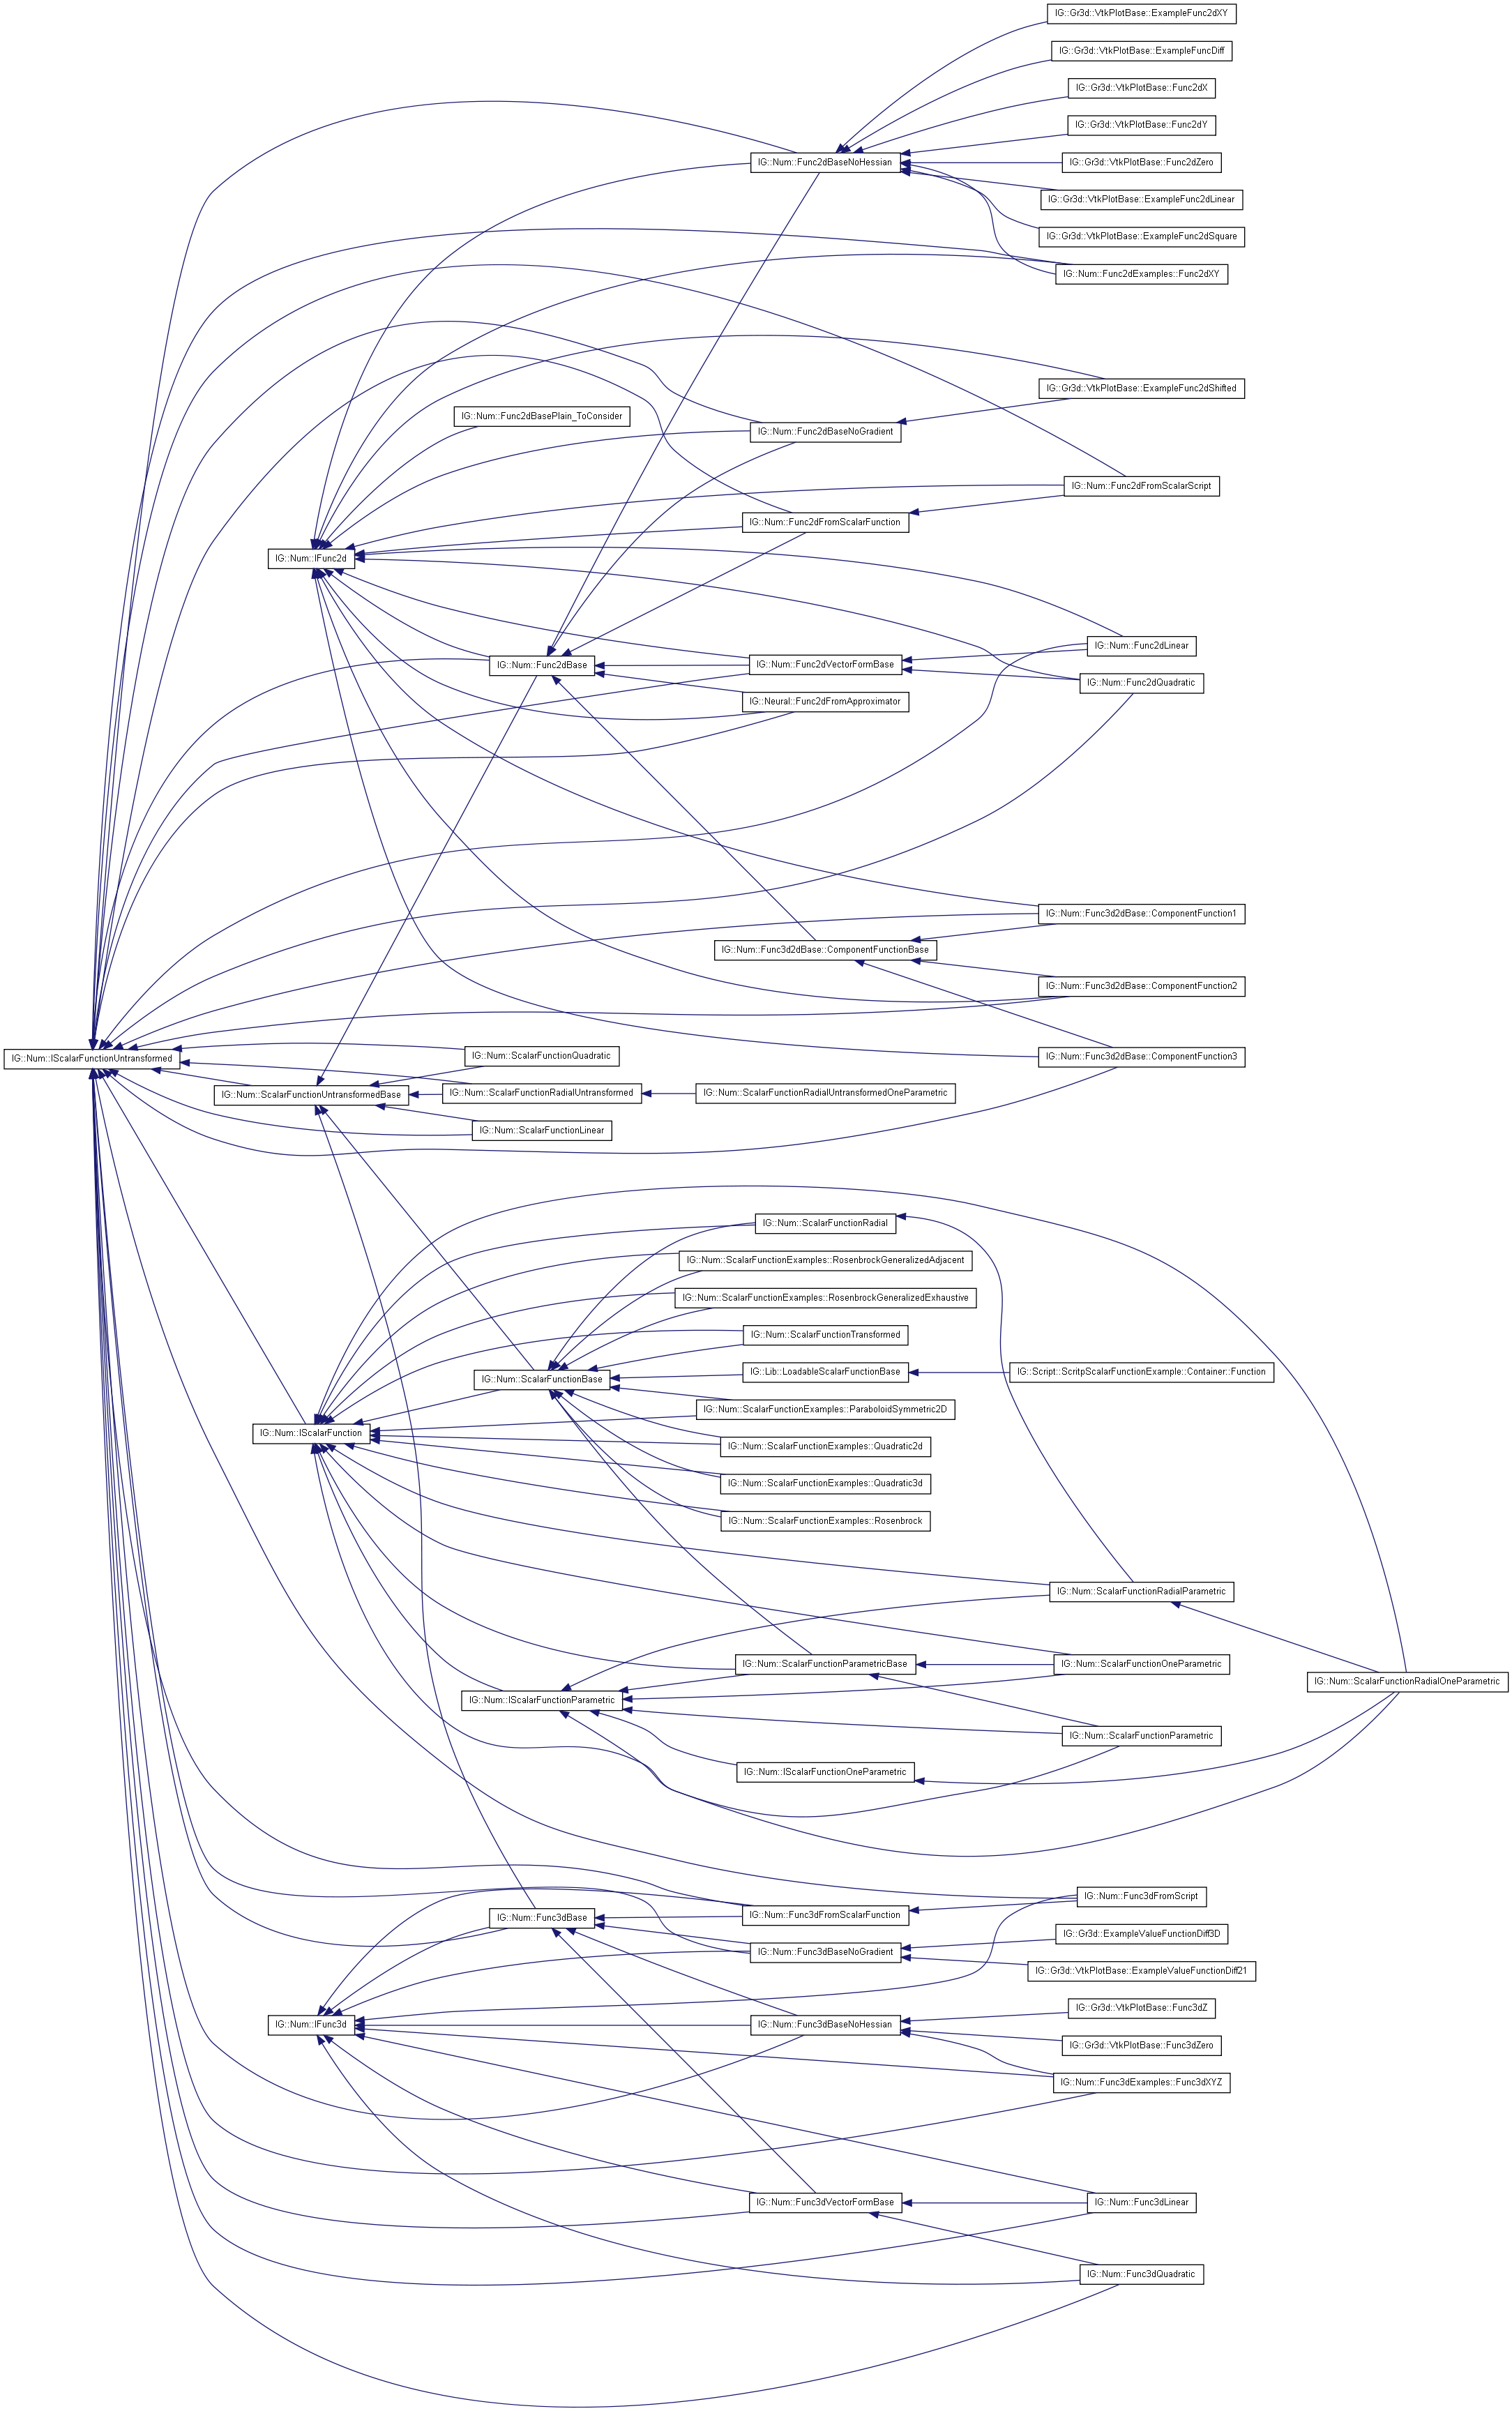 IG::Gr3d::VtkPlotBase::ExampleFunc2dXY
IG::Gr3d::VtkPlotBase::ExampleFuncDiff
IG::Gr3d::VtkPlotBase::Func2dX
IG::Gr3d::VtkPlotBase::Func2dY
IG::Num::Func2dBaseNoHessian
IG::Gr3d::VtkPlotBase::Func2dZero
IG::Gr3d::VtkPlotBase::ExampleFunc2dLinear
IG::Gr3d::VtkPlotBase::ExampleFunc2dSquare
IG::Num::Func2dExamples::Func2dXY
IG::Gr3d::VtkPlotBase::ExampleFunc2dShifted
IG::Num::Func2dBasePlain_ToConsider
IG::Num::Func2dBaseNoGradient
IG::Num::Func2dFromScalarScript
IG::Num::Func2dFromScalarFunction
IG::Num::IFunc2d
IG::Num::Func2dLinear
IG::Num::Func2dBase
IG::Num::Func2dVectorFormBase
IG::Num::Func2dQuadratic
IG::Neural::Func2dFromApproximator
IG::Num::Func3d2dBase::ComponentFunction1
IG::Num::Func3d2dBase::ComponentFunctionBase
IG::Num::Func3d2dBase::ComponentFunction2
IG::Num::IScalarFunctionUntransformed
IG::Num::ScalarFunctionQuadratic
IG::Num::Func3d2dBase::ComponentFunction3
IG::Num::ScalarFunctionUntransformedBase
IG::Num::ScalarFunctionRadialUntransformed
IG::Num::ScalarFunctionRadialUntransformedOneParametric
IG::Num::ScalarFunctionLinear
IG::Num::ScalarFunctionRadial
IG::Num::ScalarFunctionExamples::RosenbrockGeneralizedAdjacent
IG::Num::ScalarFunctionExamples::RosenbrockGeneralizedExhaustive
IG::Num::ScalarFunctionTransformed
IG::Num::ScalarFunctionBase
IG::Lib::LoadableScalarFunctionBase
IG::Script::ScritpScalarFunctionExample::Container::Function
IG::Num::ScalarFunctionExamples::ParaboloidSymmetric2D
IG::Num::IScalarFunction
IG::Num::ScalarFunctionExamples::Quadratic2d
IG::Num::ScalarFunctionExamples::Quadratic3d
IG::Num::ScalarFunctionExamples::Rosenbrock
IG::Num::ScalarFunctionRadialParametric
IG::Num::ScalarFunctionParametricBase
IG::Num::ScalarFunctionOneParametric
IG::Num::ScalarFunctionRadialOneParametric
IG::Num::IScalarFunctionParametric
IG::Num::ScalarFunctionParametric
IG::Num::IScalarFunctionOneParametric
IG::Num::Func3dFromScript
IG::Num::Func3dBase
IG::Num::Func3dFromScalarFunction
IG::Gr3d::ExampleValueFunctionDiff3D
IG::Num::Func3dBaseNoGradient
IG::Gr3d::VtkPlotBase::ExampleValueFunctionDiff21
IG::Gr3d::VtkPlotBase::Func3dZ
IG::Num::IFunc3d
IG::Num::Func3dBaseNoHessian
IG::Gr3d::VtkPlotBase::Func3dZero
IG::Num::Func3dExamples::Func3dXYZ
IG::Num::Func3dVectorFormBase
IG::Num::Func3dLinear
IG::Num::Func3dQuadratic